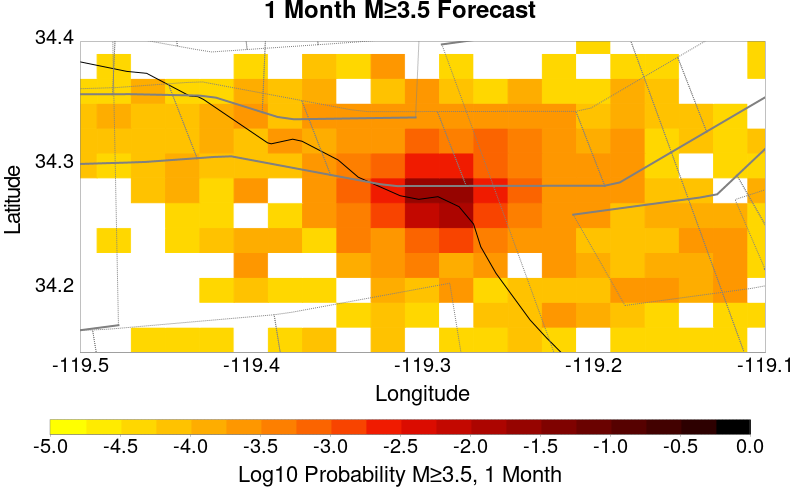 1 Month M≥3.5 Forecast
34.4
34.3
34.2
Latitude
-119.5 -119.4 -119.3 -119.2 -119.1
Longitude
-5.0 -4.5 -4.0 -3.5 -3.0 -2.5 -2.0 -1.5 -1.0 -0.5 0.0
Log10 Probability M≥3.5, 1 Month